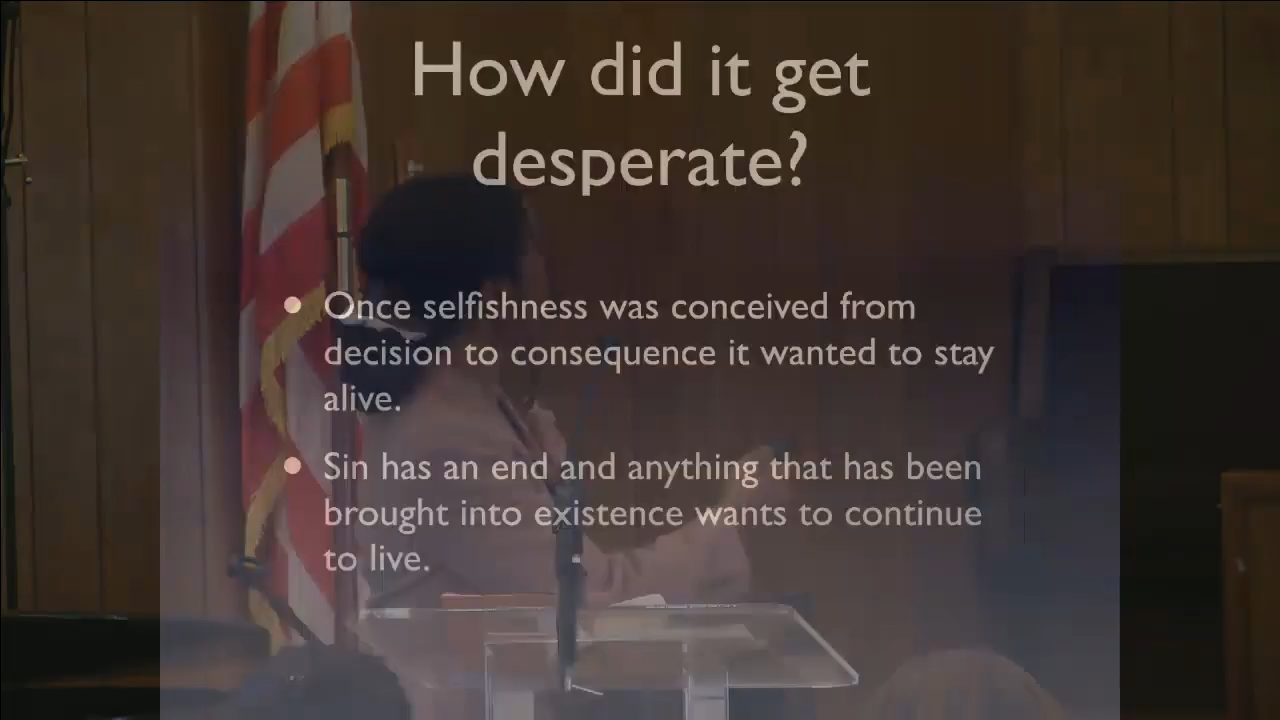 How did it get
desperate?
• Once selfishness was conceived from
decision to consequence it wanted to stay
alive.
• Sin has an end and anything that has been
brought into existence wants to continue
to live.